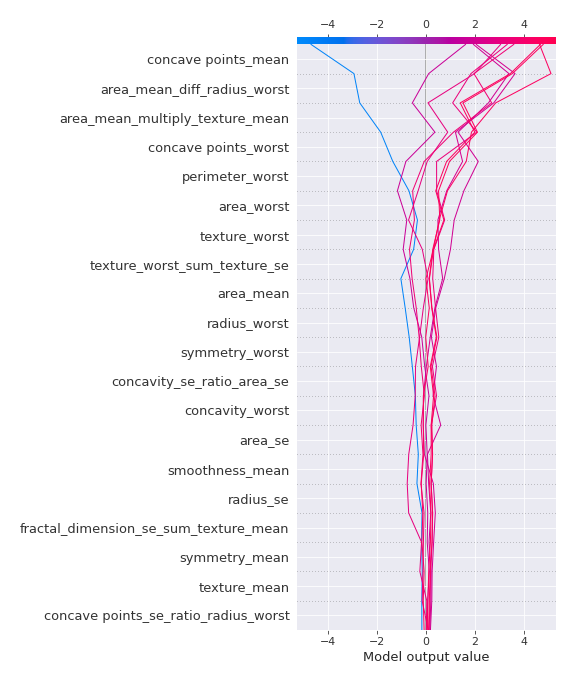 −4 −2 0 2 4
concave points_mean
area_mean_diff_radius_worst
area_mean_multiply_texture_mean
concave points_worst
perimeter_worst
area_worst
texture_worst
texture_worst_sum_texture_se
area_mean
radius_worst
symmetry_worst
concavity_se_ratio_area_se
concavity_worst
area_se
smoothness_mean
radius_se
fractal_dimension_se_sum_texture_mean
symmetry_mean
texture_mean
concave points_se_ratio_radius_worst
−4 −2 0 2 4
Model output value